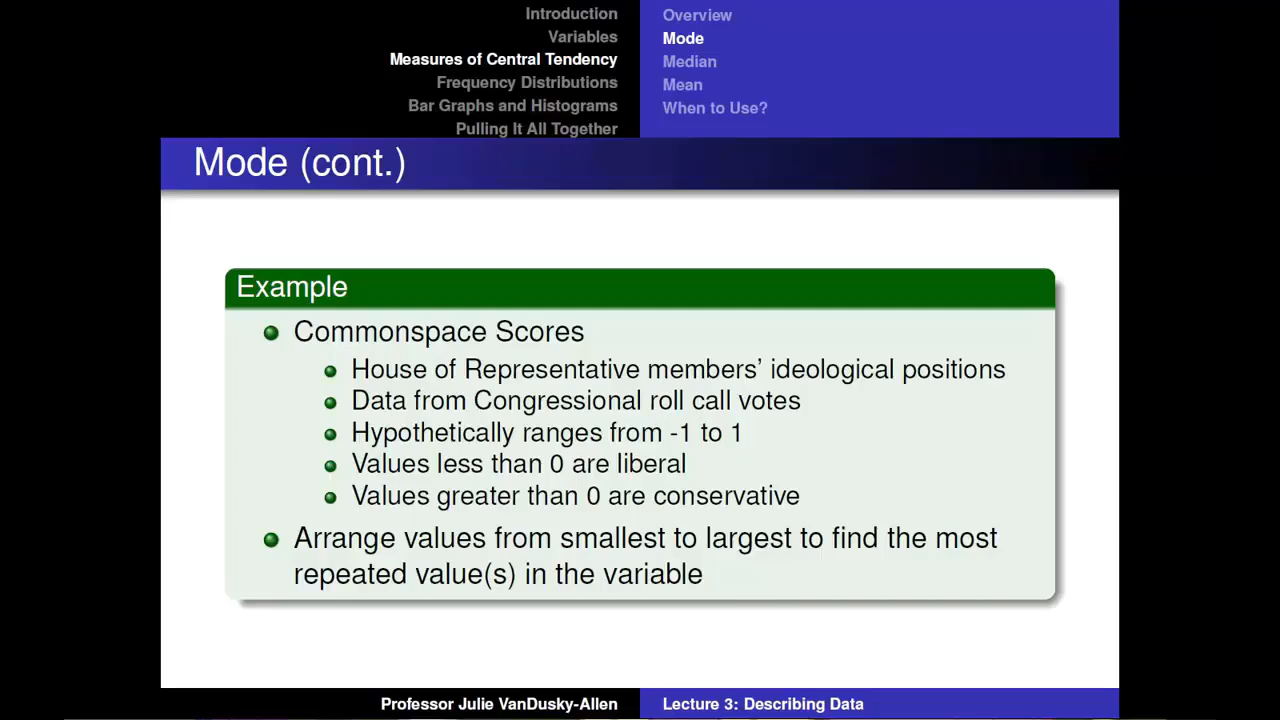 Introduction
Variables
Measures of Central Tendency
Frequency Distributions
Bar Graphs and Histograms
Pulling It All Together
Overview
Mode
Median
Mean
When to Use?
Mode (cont.)
Example
Commonspace Scores
House of Representative members’ ideological positions
Data from Congressional roll call votes
Hypothetically ranges from -1 to 1
Values less than 0 are liberal
Values greater than 0 are conservative
Arrange values from smallest to largest to find the most
repeated value(s) in the variable
Professor Julie VanDusky-Allen
Lecture 3: Describing Data